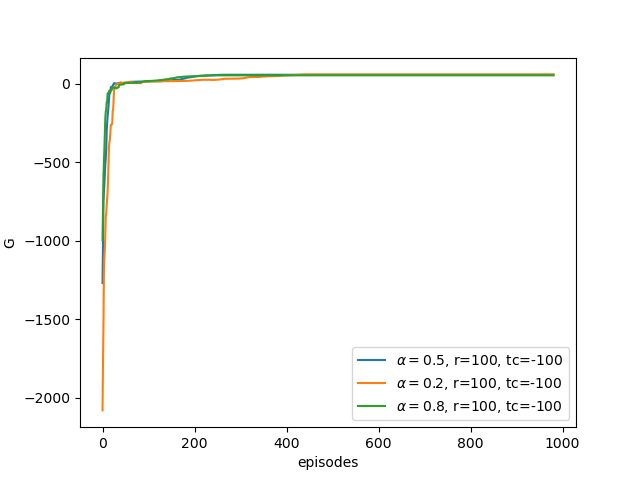 0
−500
−1000
−1500
−2000
G
0 200 400 600 800 1000
episodes
α = 0.5, r=100, tc=-100
α = 0.2, r=100, tc=-100
α = 0.8, r=100, tc=-100